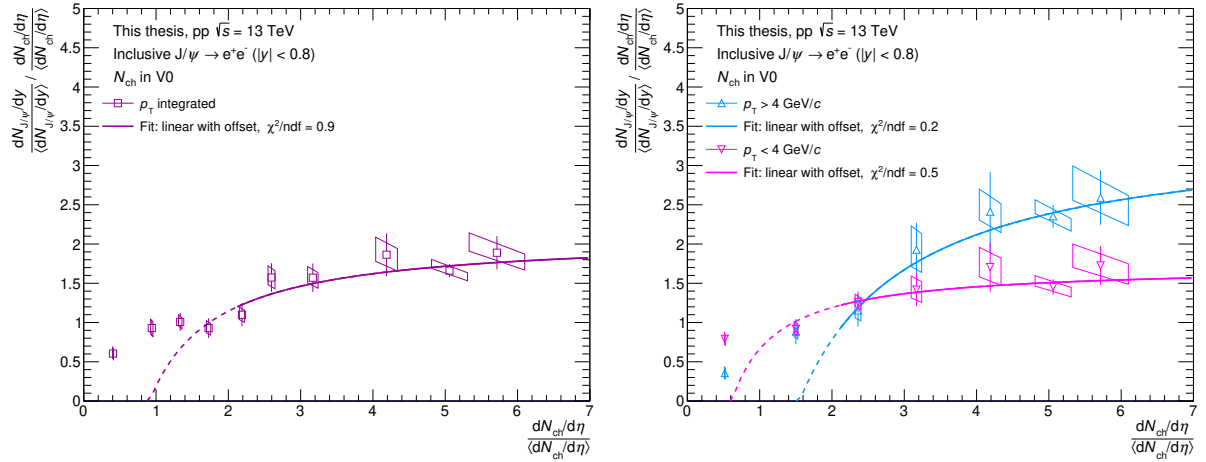 This thesis, pp √s = 13 TeV
Inclusive J/ψ → e⁺e⁻ (|y| < 0.8)
N_ch in V0
p_T integrated
Fit: linear with offset, χ²/ndf = 0.9
dN_J/ψ/dy / ⟨dN_J/ψ/dy⟩ / dN_ch/dη / ⟨dN_ch/dη⟩
5
4.5
4
3.5
3
2.5
2
1.5
1
0.5
0
0 1 2 3 4 5 6 7
dN_ch/dη
⟨dN_ch/dη⟩
This thesis, pp √s = 13 TeV
Inclusive J/ψ → e⁺e⁻ (|y| < 0.8)
N_ch in V0
p_T > 4 GeV/c
Fit: linear with offset, χ²/ndf = 0.2
p_T < 4 GeV/c
Fit: linear with offset, χ²/ndf = 0.5
dN_J/ψ/dy / ⟨dN_J/ψ/dy⟩ / dN_ch/dη / ⟨dN_ch/dη⟩
5
4.5
4
3.5
3
2.5
2
1.5
1
0.5
0
0 1 2 3 4 5 6 7
dN_ch/dη
⟨dN_ch/dη⟩